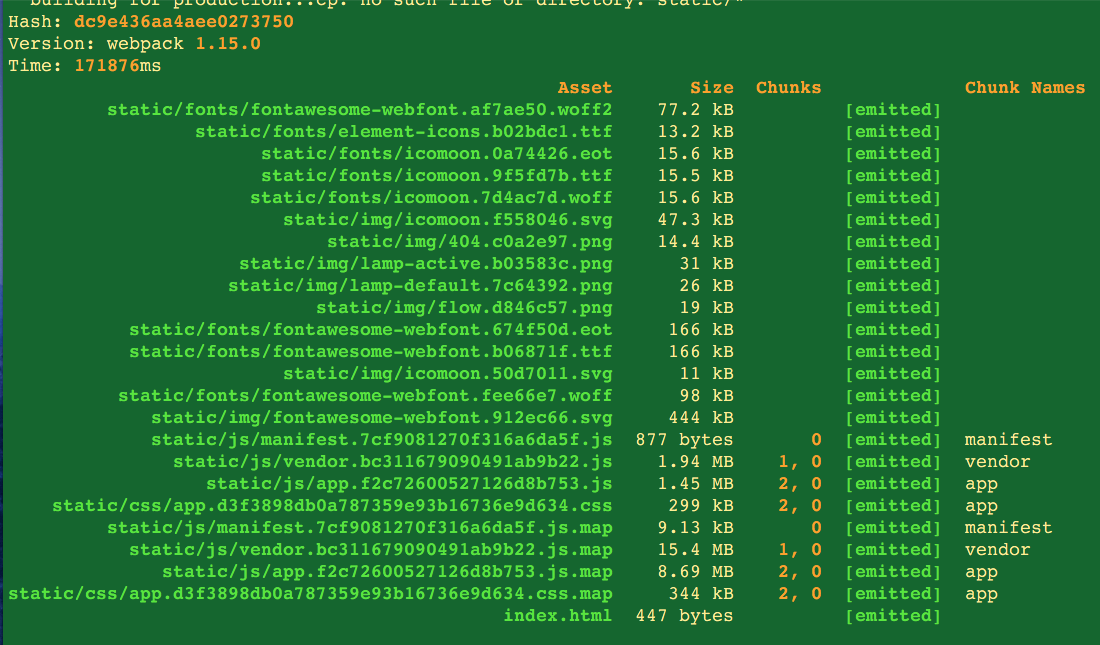 building for production...cp: no such file or directory: static/*
Hash: dc9e436aa4aee0273750
Version: webpack 1.15.0
Time: 171876ms
Asset Size Chunks Chunk Names
static/fonts/fontawesome-webfont.af7ae50.woff2 77.2 kB [emitted]
static/fonts/element-icons.b02bdc1.ttf 13.2 kB [emitted]
static/fonts/icomoon.0a74426.eot 15.6 kB [emitted]
static/fonts/icomoon.9f5fd7b.ttf 15.5 kB [emitted]
static/fonts/icomoon.7d4ac7d.woff 15.6 kB [emitted]
static/img/icomoon.f558046.svg 47.3 kB [emitted]
static/img/404.c0a2e97.png 14.4 kB [emitted]
static/img/lamp-active.b03583c.png 31 kB [emitted]
static/img/lamp-default.7c64392.png 26 kB [emitted]
static/img/flow.d846c57.png 19 kB [emitted]
static/fonts/fontawesome-webfont.674f50d.eot 166 kB [emitted]
static/fonts/fontawesome-webfont.b06871f.ttf 166 kB [emitted]
static/img/icomoon.50d7011.svg 11 kB [emitted]
static/fonts/fontawesome-webfont.fee66e7.woff 98 kB [emitted]
static/img/fontawesome-webfont.912ec66.svg 444 kB [emitted]
static/js/manifest.7cf9081270f316a6da5f.js 877 bytes 0 [emitted] manifest
static/js/vendor.bc311679090491ab9b22.js 1.94 MB 1, 0 [emitted] vendor
static/js/app.f2c72600527126d8b753.js 1.45 MB 2, 0 [emitted] app
static/css/app.d3f3898db0a787359e93b16736e9d634.css 299 kB 2, 0 [emitted] app
static/js/manifest.7cf9081270f316a6da5f.js.map 9.13 kB 0 [emitted] manifest
static/js/vendor.bc311679090491ab9b22.js.map 15.4 MB 1, 0 [emitted] vendor
static/js/app.f2c72600527126d8b753.js.map 8.69 MB 2, 0 [emitted] app
static/css/app.d3f3898db0a787359e93b16736e9d634.css.map 344 kB 2, 0 [emitted] app
index.html 447 bytes [emitted]